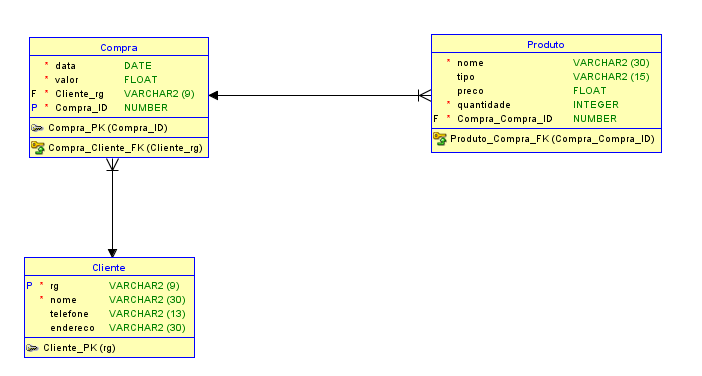 Compra
* data DATE
* valor FLOAT
F * Cliente_rg VARCHAR2 (9)
P * Compra_ID NUMBER
Compra_PK (Compra_ID)
Compra_Cliente_FK (Cliente_rg)
Produto
* nome VARCHAR2 (30)
tipo VARCHAR2 (15)
preco FLOAT
* quantidade INTEGER
F * Compra_Compra_ID NUMBER
Produto_Compra_FK (Compra_Compra_ID)
Cliente
P * rg VARCHAR2 (9)
* nome VARCHAR2 (30)
telefone VARCHAR2 (13)
endereco VARCHAR2 (30)
Cliente_PK (rg)